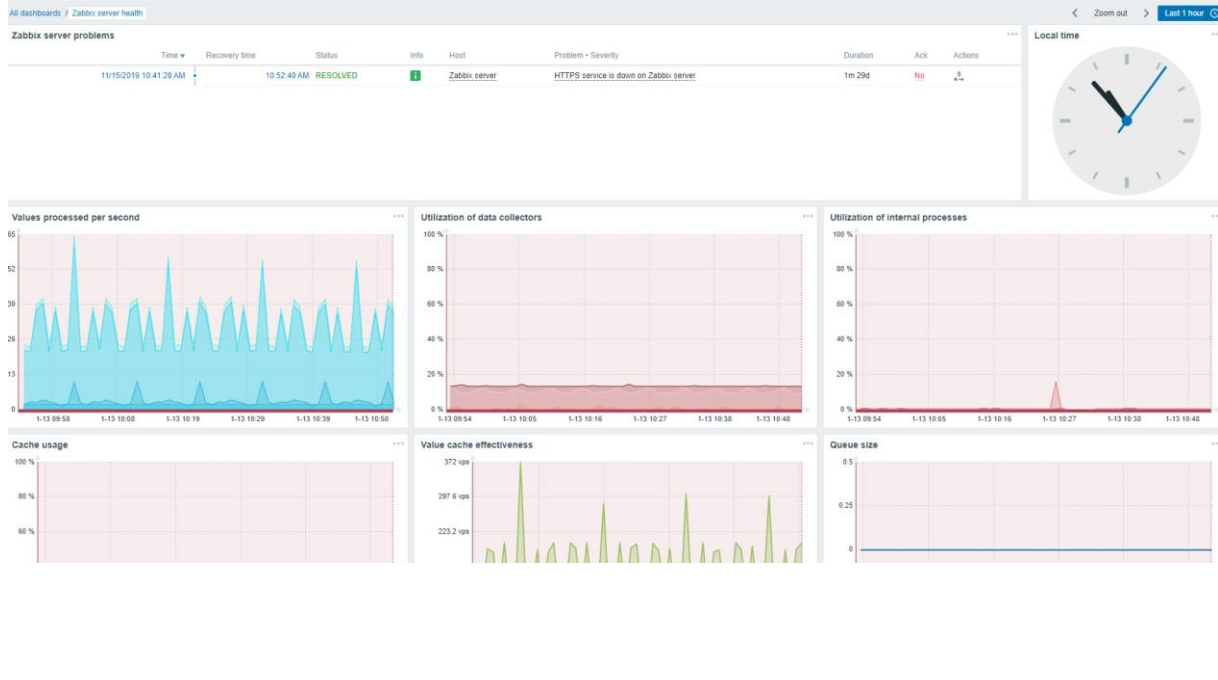 All dashboards / Zabbix server health
Zoom out
Last 1 hour
Zabbix server problems
Time Recovery time Status Info Host Problem • Severity Duration Ack Actions
11/15/2019 10:41:28 AM 10:52:40 AM RESOLVED Zabbix server HTTPS service is down on Zabbix server 1m 29d No
Local time
Values processed per second
65
52
39
26
13
0
1-13 09:58 1-13 10:08 1-13 10:19 1-13 10:29 1-13 10:39 1-13 10:50
Utilization of data collectors
100 %
80 %
60 %
40 %
20 %
0 %
1-13 09:54 1-13 10:05 1-13 10:16 1-13 10:27 1-13 10:38 1-13 10:48
Utilization of internal processes
100 %
80 %
60 %
40 %
20 %
0 %
1-13 09:54 1-13 10:05 1-13 10:16 1-13 10:27 1-13 10:38 1-13 10:48
Cache usage
100 %
80 %
60 %
Value cache effectiveness
372 vps
297.6 vps
223.2 vps
Queue size
0.5
0.25
0